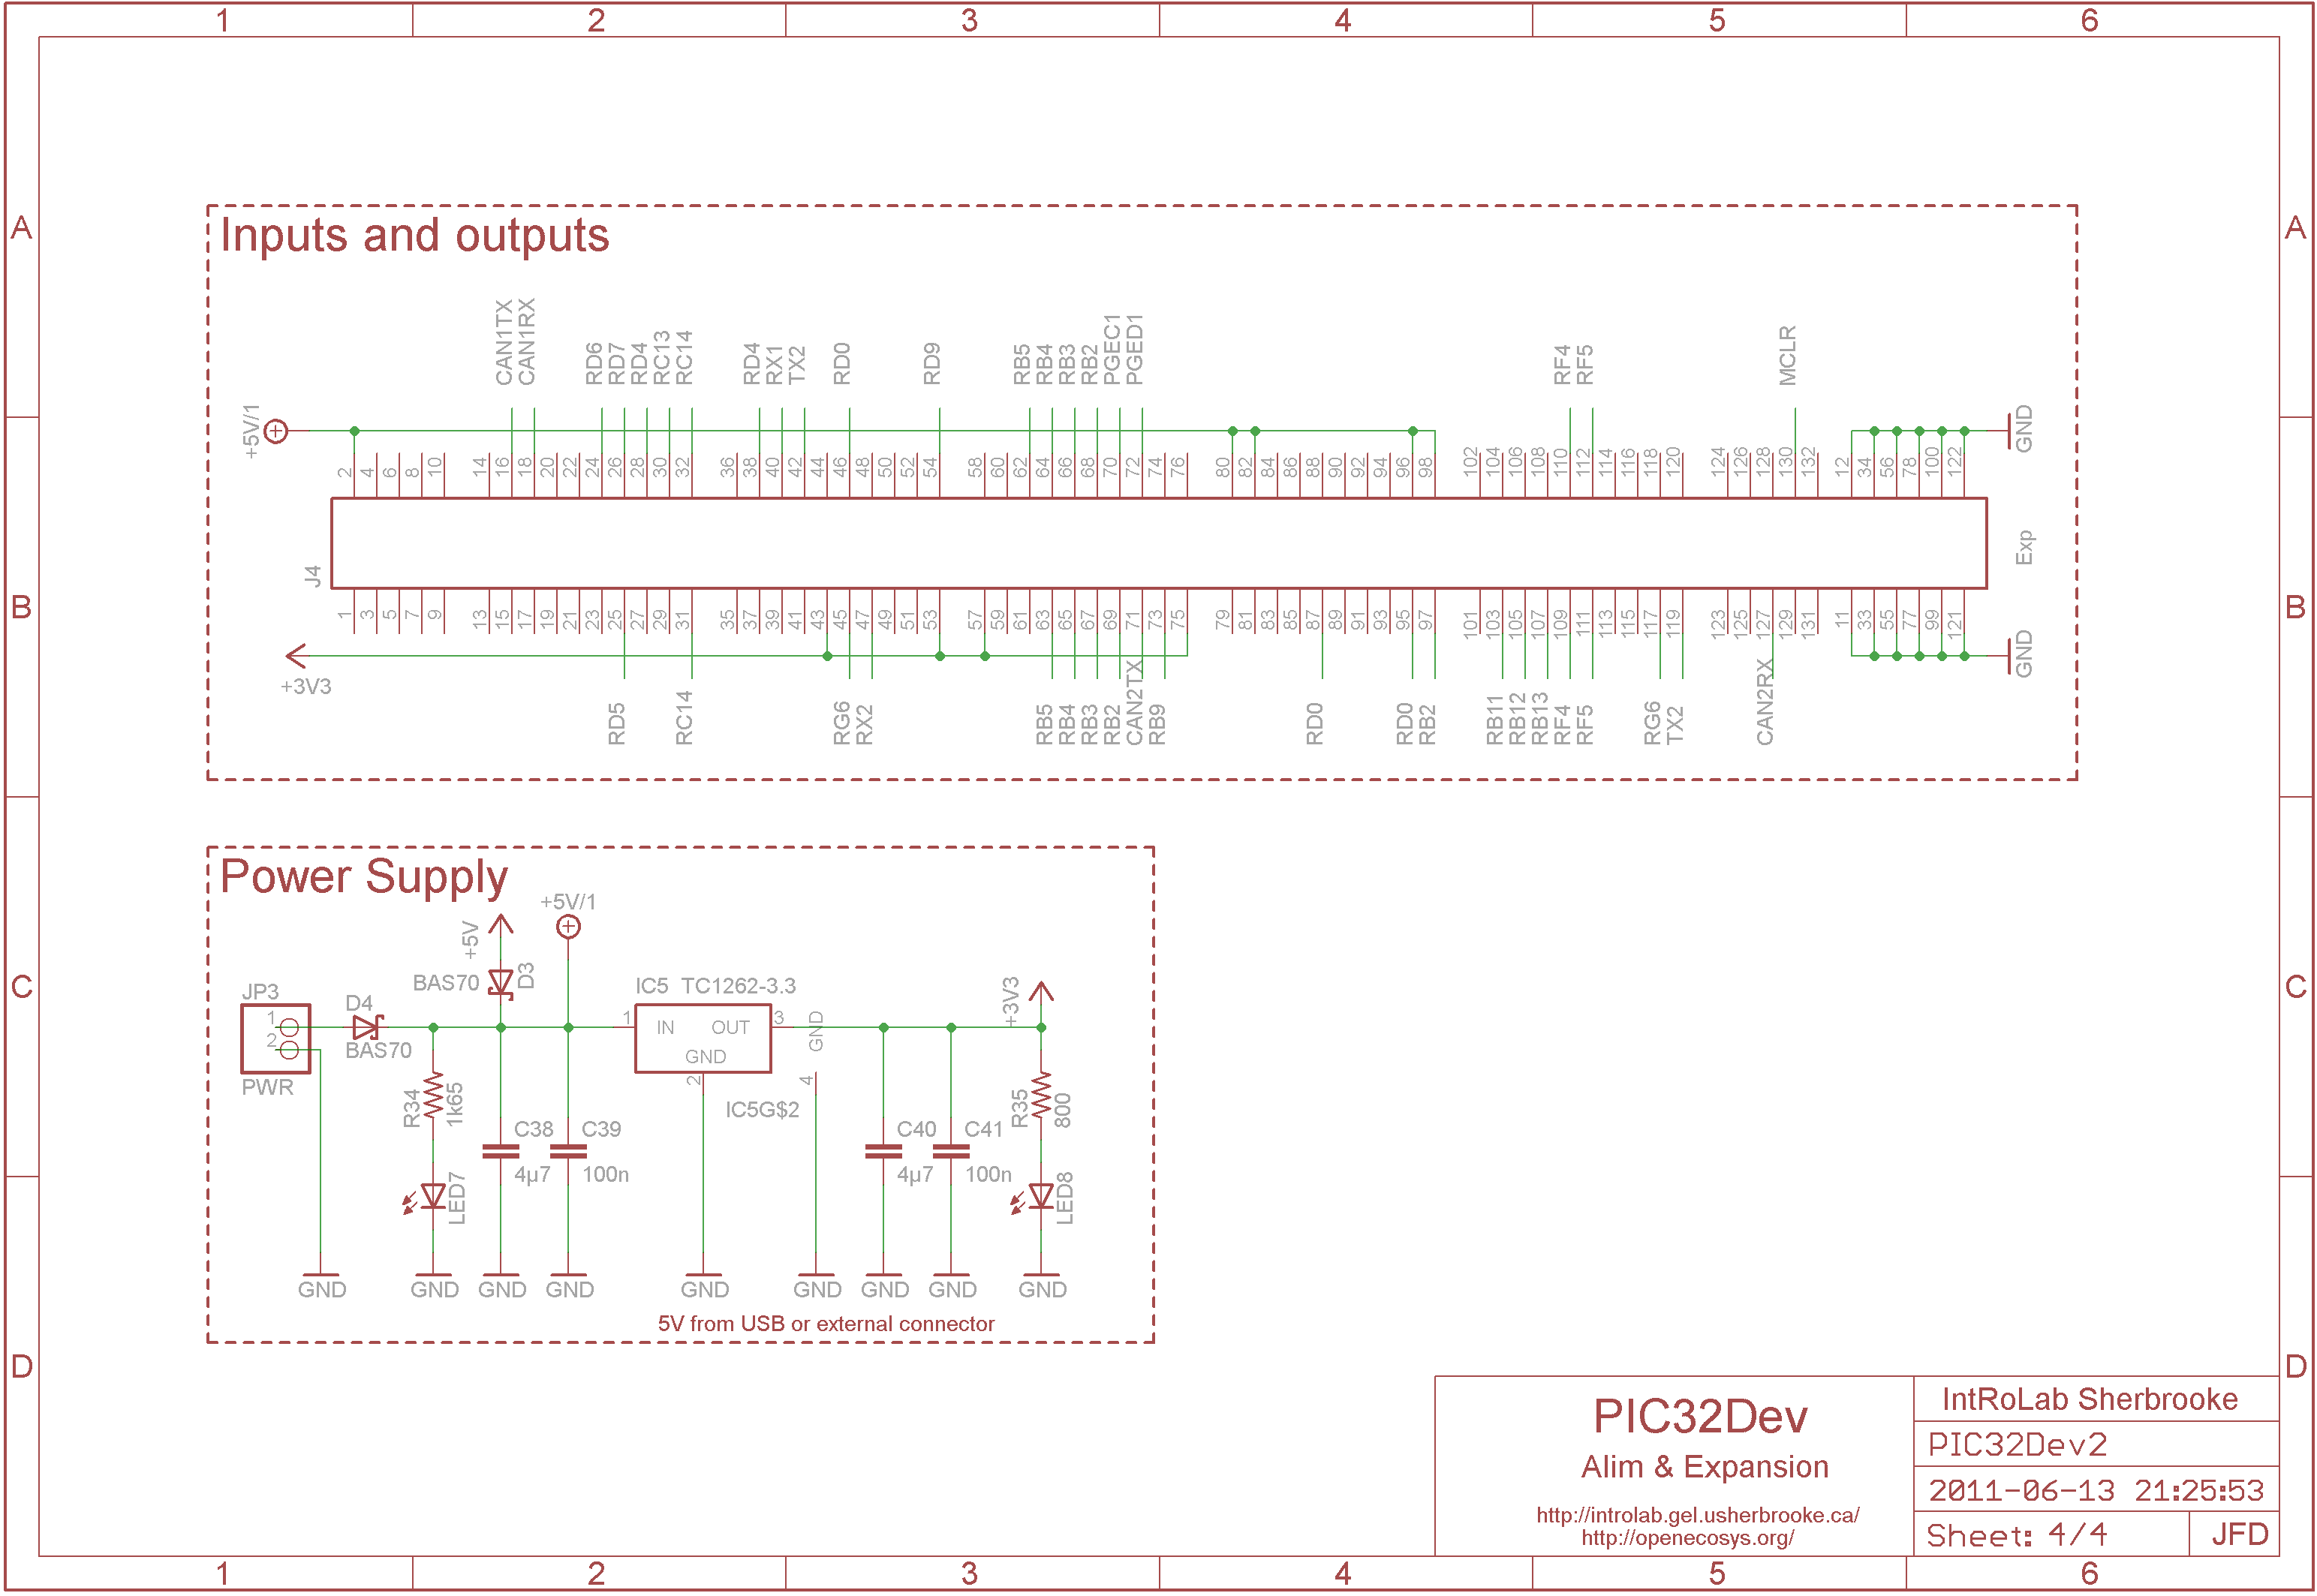 1 2 3 4 5 6
A A
Inputs and outputs
CAN1TX CAN1RX RD6 RD7 RD4 RC13 RC14 RD4 RX1 TX2 RD0 RD9 RB5 RB4 RB3 RB2 PGEC1 PGED1 RF4 RF5 MCLR
+5V/1 GND
2 4 6 8 10 14 16 18 20 22 24 26 28 30 32 36 38 40 42 44 46 48 50 52 54 58 60 62 64 66 68 70 72 74 76 80 82 84 86 88 90 92 94 96 98 102 104 106 108 110 112 114 116 118 120 124 126 128 130 132 12 34 56 78 100 122
J4 Exp
B B
1 3 5 7 9 13 15 17 19 21 23 25 27 29 31 35 37 39 41 43 45 47 49 51 53 57 59 61 63 65 67 69 71 73 75 79 81 83 85 87 89 91 93 95 97 101 103 105 107 109 111 113 115 117 119 123 125 127 129 131 11 33 55 77 99 121
+3V3 GND
RD5 RC14 RG6 RX2 RB5 RB4 RB3 RB2 CAN2TX RB9 RD0 RD0 RB2 RB11 RB12 RB13 RF4 RF5 RG6 TX2 CAN2RX
Power Supply
+5V +5V/1
C C
BAS70 D3 IC5 TC1262-3.3 +3V3
JP3 D4
1 1 IN OUT 3 GND
2 BAS70 GND
PWR 2 4
R34 1k65 IC5G$2 R35 800
C38 C39 C40 C41
4µ7 100n 4µ7 100n
LED7 LED8
GND GND GND GND GND GND GND GND GND
5V from USB or external connector
D D
PIC32Dev
Alim & Expansion
http://introlab.gel.usherbrooke.ca/
http://openecosys.org/
IntRoLab Sherbrooke
PIC32Dev2
2011-06-13 21:25:53
Sheet: 4/4 JFD
1 2 3 4 5 6